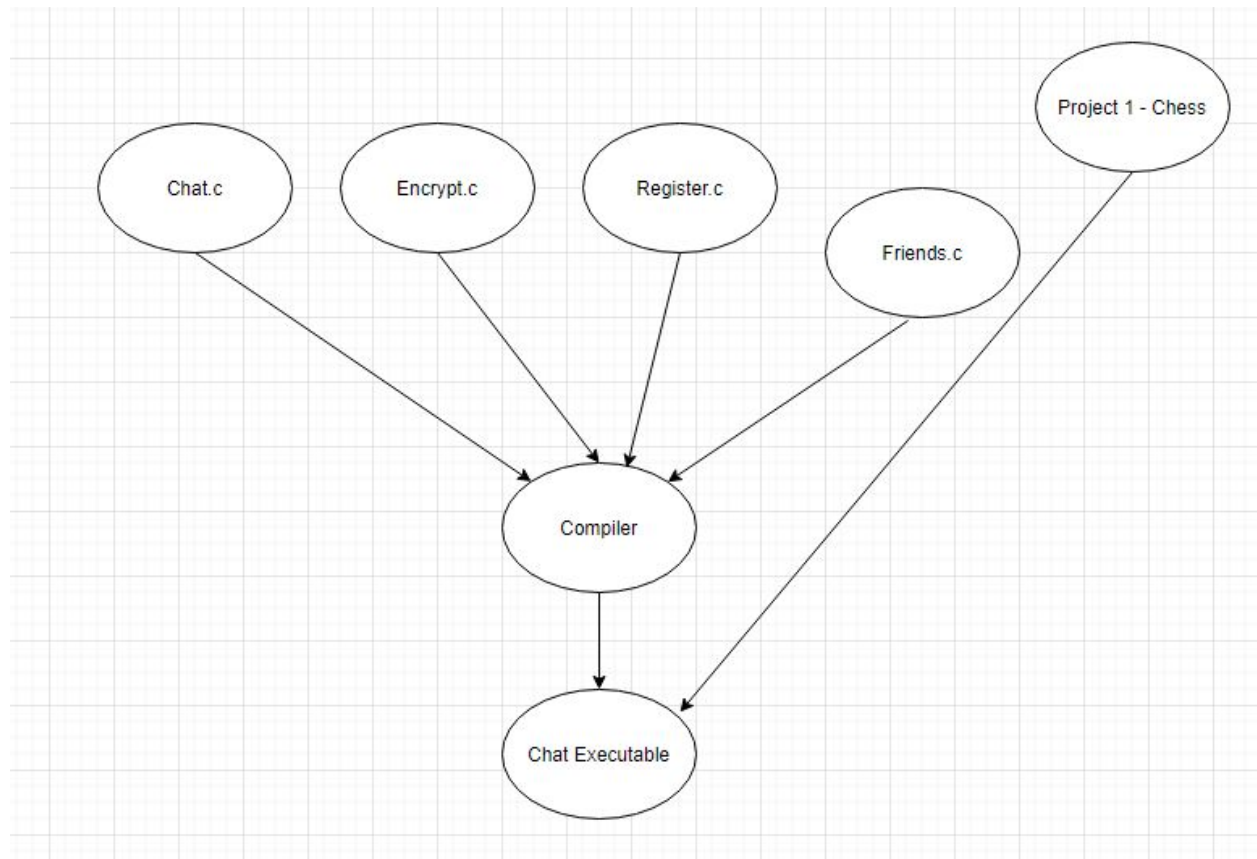 Project 1 - Chess
Chat.c
Encrypt.c
Register.c
Friends.c
Compiler
Chat Executable